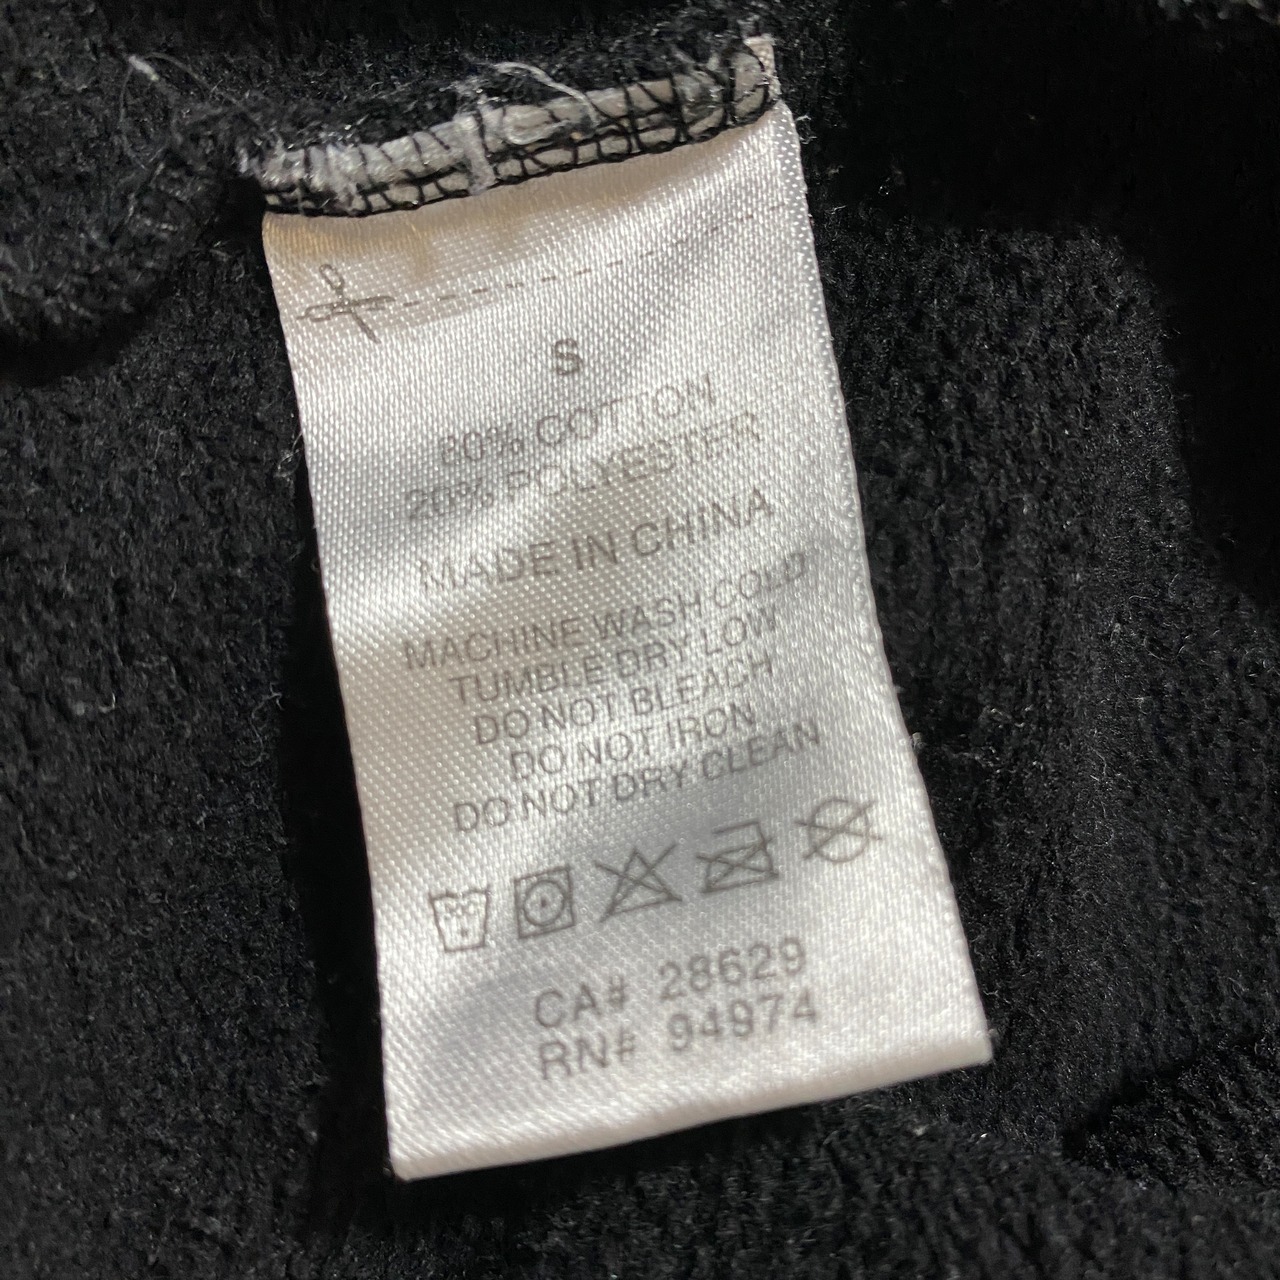 S
80% COTTON
20% POLYESTER
MADE IN CHINA
MACHINE WASH COLD
TUMBLE DRY LOW
DO NOT BLEACH
DO NOT IRON
DO NOT DRY CLEAN
CA# 28629
RN# 94974